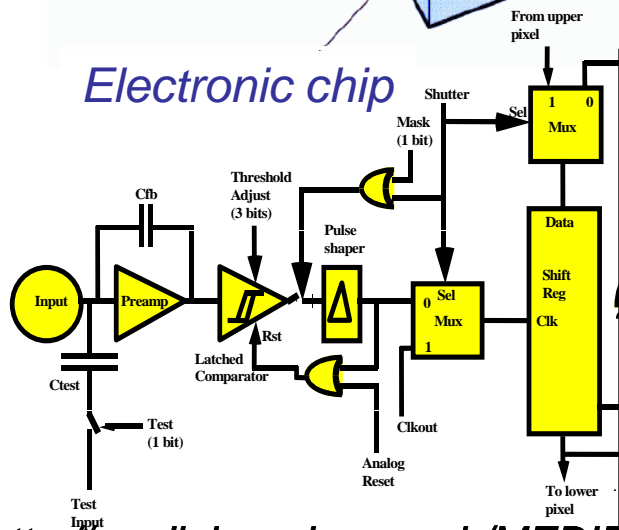 From upper
pixel
Electronic chip
Shutter
Sel
1 0
Mux
Mask
(1 bit)
Threshold
Adjust
(3 bits)
Cfb
Pulse
shaper
Data
Input
Preamp
Sel
0
Mux
1
Shift
Reg
Clk
Rst
Latched
Comparator
Ctest
Test
(1 bit)
Clkout
Analog
Reset
Test
Input
To lower
pixel